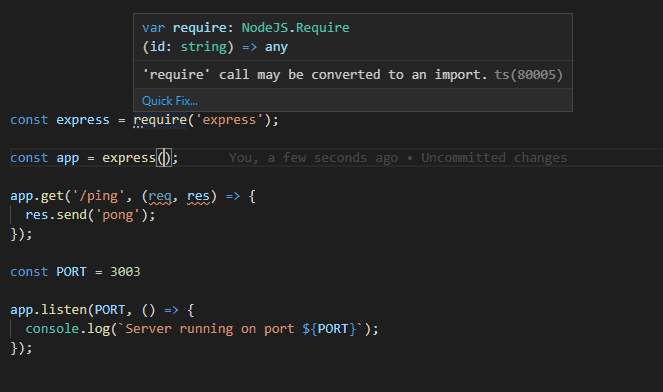 var require: NodeJS.Require
(id: string) => any
'require' call may be converted to an import. ts(80005)
Quick Fix...
const express = require('express');
const app = express(); You, a few seconds ago • Uncommitted changes
app.get('/ping', (req, res) => {
res.send('pong');
});
const PORT = 3003
app.listen(PORT, () => {
console.log(`Server running on port ${PORT}`);
});